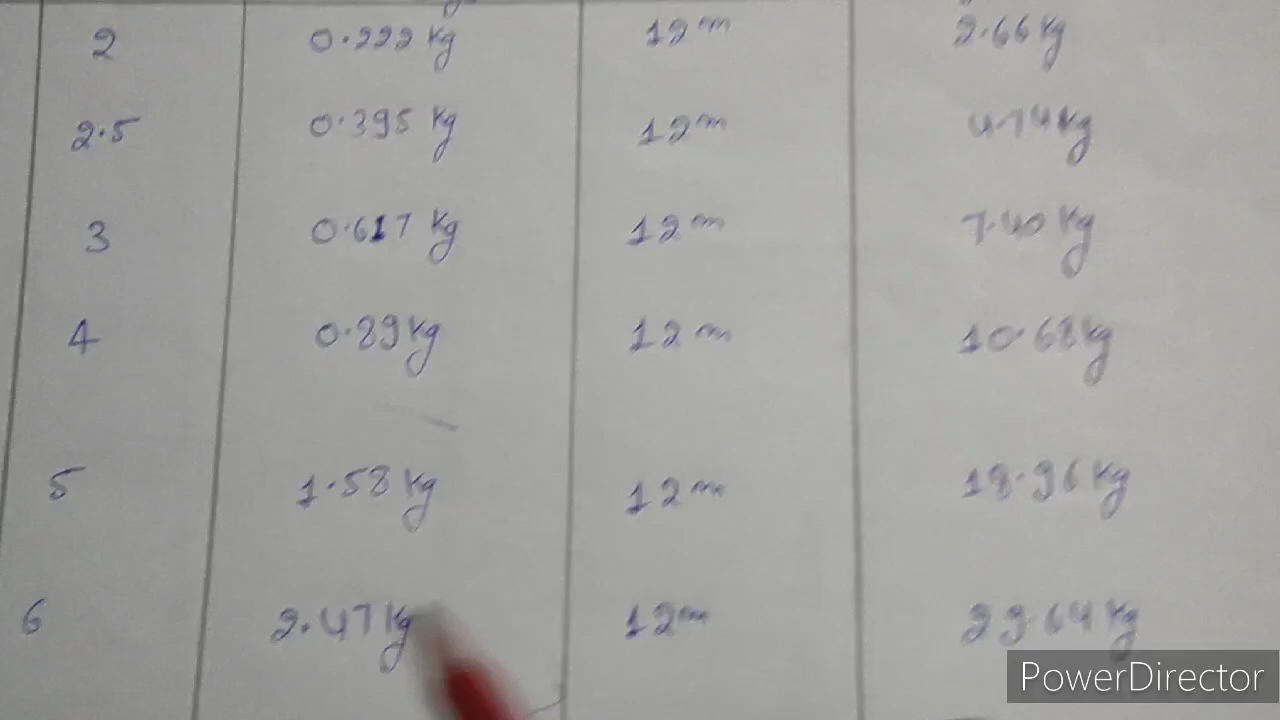 2 0.222 kg 12m 2.66 kg
2.5 0.395 kg 12m 4.74 kg
3 0.617 kg 12m 7.40 kg
4 0.89 kg 12m 10.68 kg
5 1.58 kg 12m 18.96 kg
6 2.47 kg 12m 29.64 kg
PowerDirector